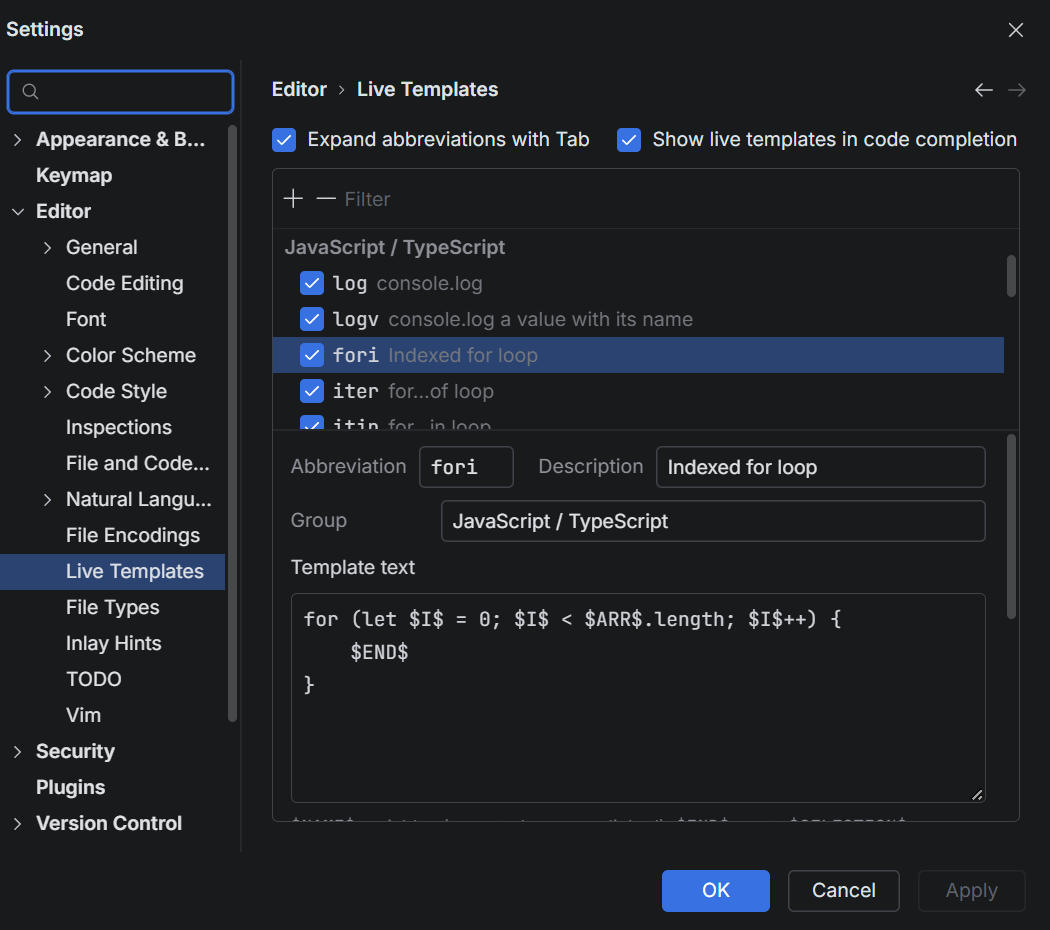 Settings
Appearance & B...
Keymap
Editor
General
Code Editing
Font
Color Scheme
Code Style
Inspections
File and Code...
Natural Langu...
File Encodings
Live Templates
File Types
Inlay Hints
TODO
Vim
Security
Plugins
Version Control
Editor › Live Templates
Expand abbreviations with Tab Show live templates in code completion
Filter
JavaScript / TypeScript
log console.log
logv console.log a value with its name
fori Indexed for loop
iter for...of loop
itin for...in loop
Abbreviation fori Description Indexed for loop
Group JavaScript / TypeScript
Template text
for (let $I$ = 0; $I$ < $ARR$.length; $I$++) {
    $END$
}
OK Cancel Apply